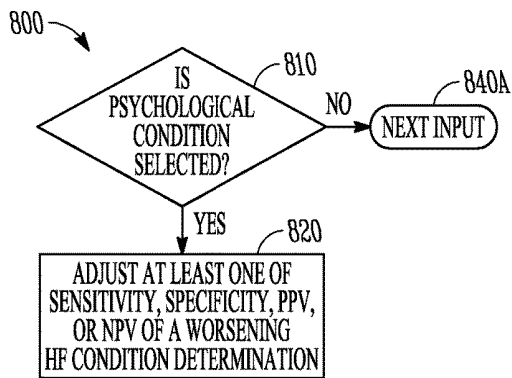 800
810
IS
PSYCHOLOGICAL
CONDITION
SELECTED?
NO
840A
NEXT INPUT
YES
820
ADJUST AT LEAST ONE OF
SENSITIVITY, SPECIFICITY, PPV,
OR NPV OF A WORSENING
HF CONDITION DETERMINATION